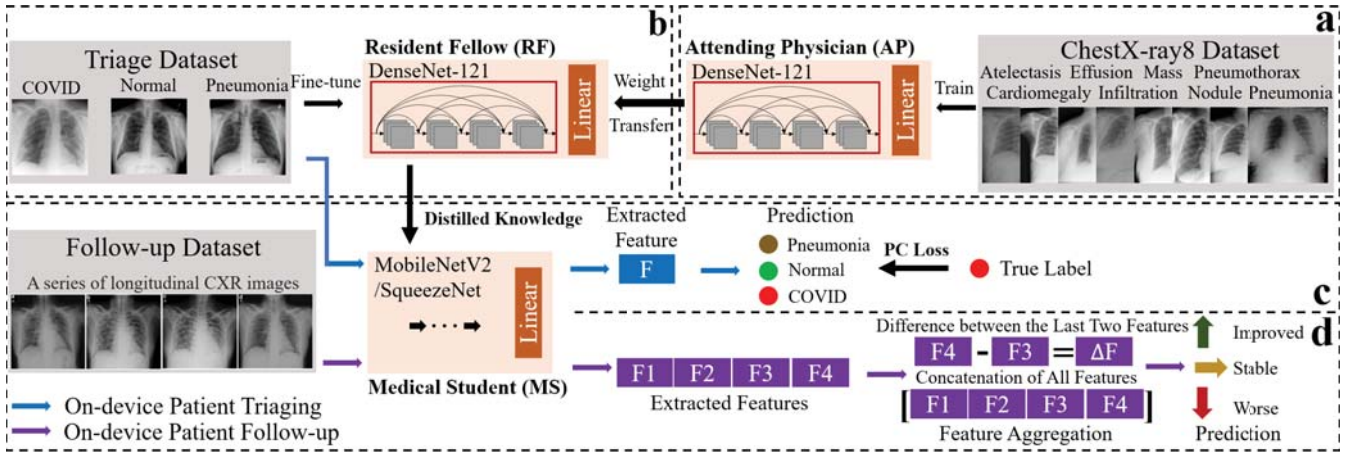 b
Triage Dataset
COVID
Normal
Pneumonia
Fine-tune
Resident Fellow (RF)
DenseNet-121
Linear
Weight
Transfer
a
Attending Physician (AP)
DenseNet-121
Linear
Train
ChestX-ray8 Dataset
Atelectasis Effusion Mass Pneumothorax
Cardiomegaly Infiltration Nodule Pneumonia
Distilled Knowledge
c
Follow-up Dataset
A series of longitudinal CXR images
MobileNetV2
/SqueezeNet
Linear
Medical Student (MS)
Extracted
Feature
F
Prediction
Pneumonia
Normal
COVID
PC Loss
True Label
d
F1 F2 F3 F4
Extracted Features
Difference between the Last Two Features
F4 - F3 = ΔF
Concatenation of All Features
[ F1 F2 F3 F4 ]
Feature Aggregation
Improved
Stable
Worse
Prediction
On-device Patient Triaging
On-device Patient Follow-up